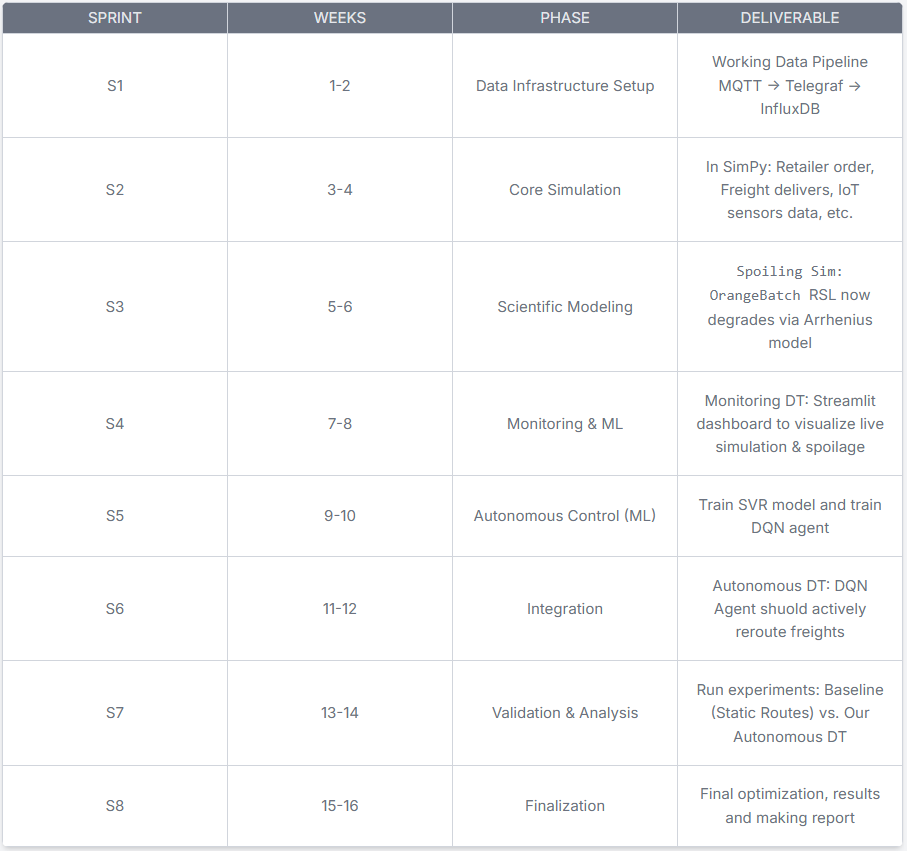 SPRINT WEEKS PHASE DELIVERABLE
S1 1-2 Data Infrastructure Setup Working Data Pipeline
MQTT → Telegraf →
InfluxDB
S2 3-4 Core Simulation In SimPy: Retailer order,
Freight delivers, IoT
sensors data, etc.
S3 5-6 Scientific Modeling Spoiling Sim:
OrangeBatch RSL now
degrades via Arrhenius
model
S4 7-8 Monitoring & ML Monitoring DT: Streamlit
dashboard to visualize live
simulation & spoilage
S5 9-10 Autonomous Control (ML) Train SVR model and train
DQN agent
S6 11-12 Integration Autonomous DT: DQN
Agent shuold actively
reroute freights
S7 13-14 Validation & Analysis Run experiments: Baseline
(Static Routes) vs. Our
Autonomous DT
S8 15-16 Finalization Final optimization, results
and making report